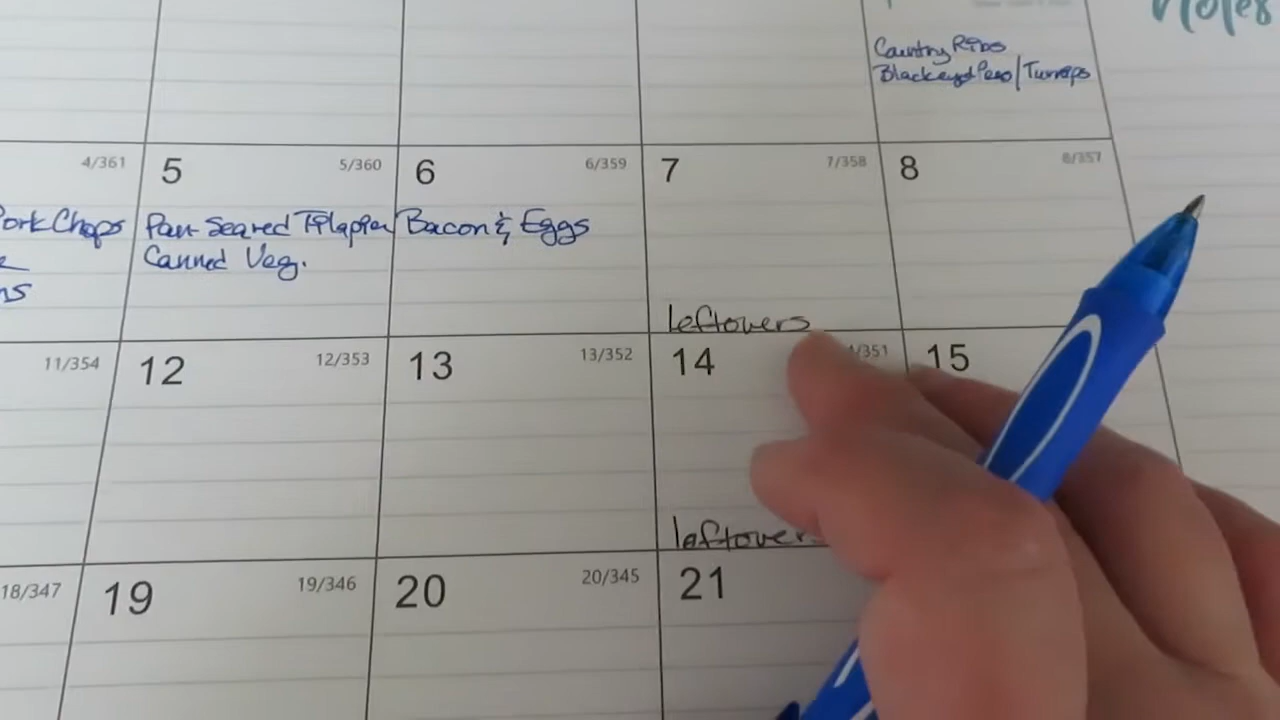 Notes
Country Ribs
Blackeyed Peas/Turnips
4/361
5 5/360
6 6/359
7 7/358
8 8/357
Pork Chops
Pan Seared Tilapia
Bacon & Eggs
Canned Veg.
ns
leftovers
11/354
12 12/353
13 13/352
14 /351
15
leftovers
18/347
19 19/346
20 20/345
21